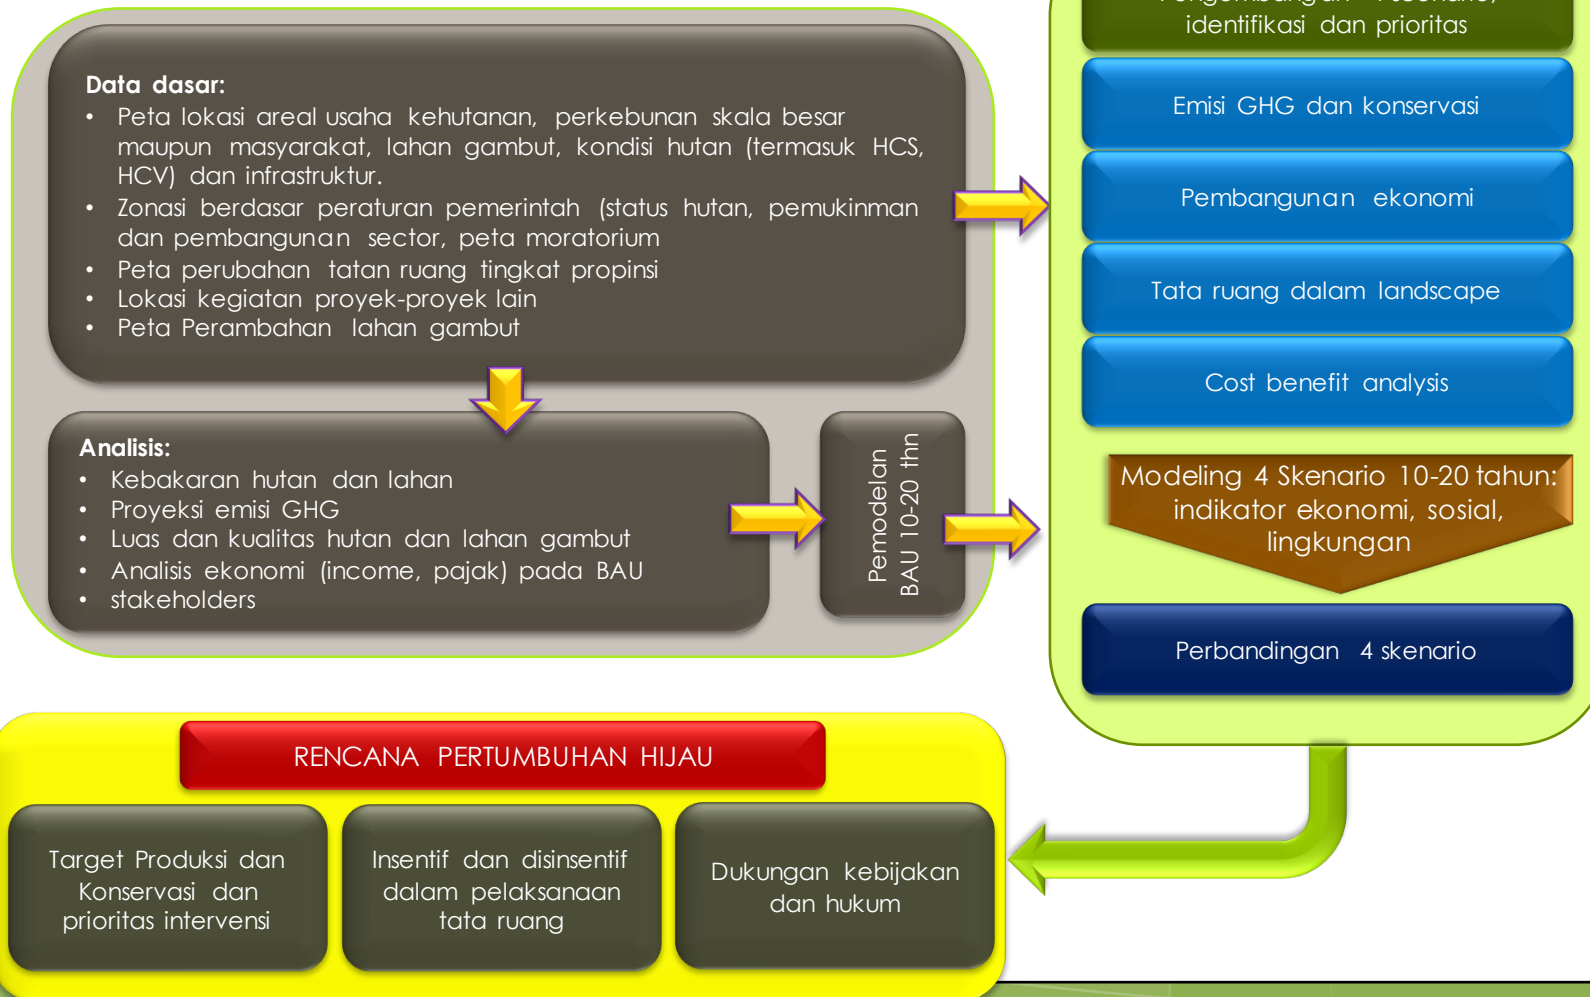 Data dasar:
• Peta lokasi areal usaha kehutanan, perkebunan skala besar
maupun masyarakat, lahan gambut, kondisi hutan (termasuk HCS,
HCV) dan infrastruktur.
• Zonasi berdasar peraturan pemerintah (status hutan, pemukinman
dan pembangunan sector, peta moratorium
• Peta perubahan tatan ruang tingkat propinsi
• Lokasi kegiatan proyek-proyek lain
• Peta Perambahan lahan gambut
Analisis:
• Kebakaran hutan dan lahan
• Proyeksi emisi GHG
• Luas dan kualitas hutan dan lahan gambut
• Analisis ekonomi (income, pajak) pada BAU
• stakeholders
Pemodelan
BAU 10-20 thn
identifikasi dan prioritas
Emisi GHG dan konservasi
Pembangunan ekonomi
Tata ruang dalam landscape
Cost benefit analysis
Modeling 4 Skenario 10-20 tahun:
indikator ekonomi, sosial,
lingkungan
Perbandingan 4 skenario
RENCANA PERTUMBUHAN HIJAU
Target Produksi dan
Konservasi dan
prioritas intervensi
Insentif dan disinsentif
dalam pelaksanaan
tata ruang
Dukungan kebijakan
dan hukum